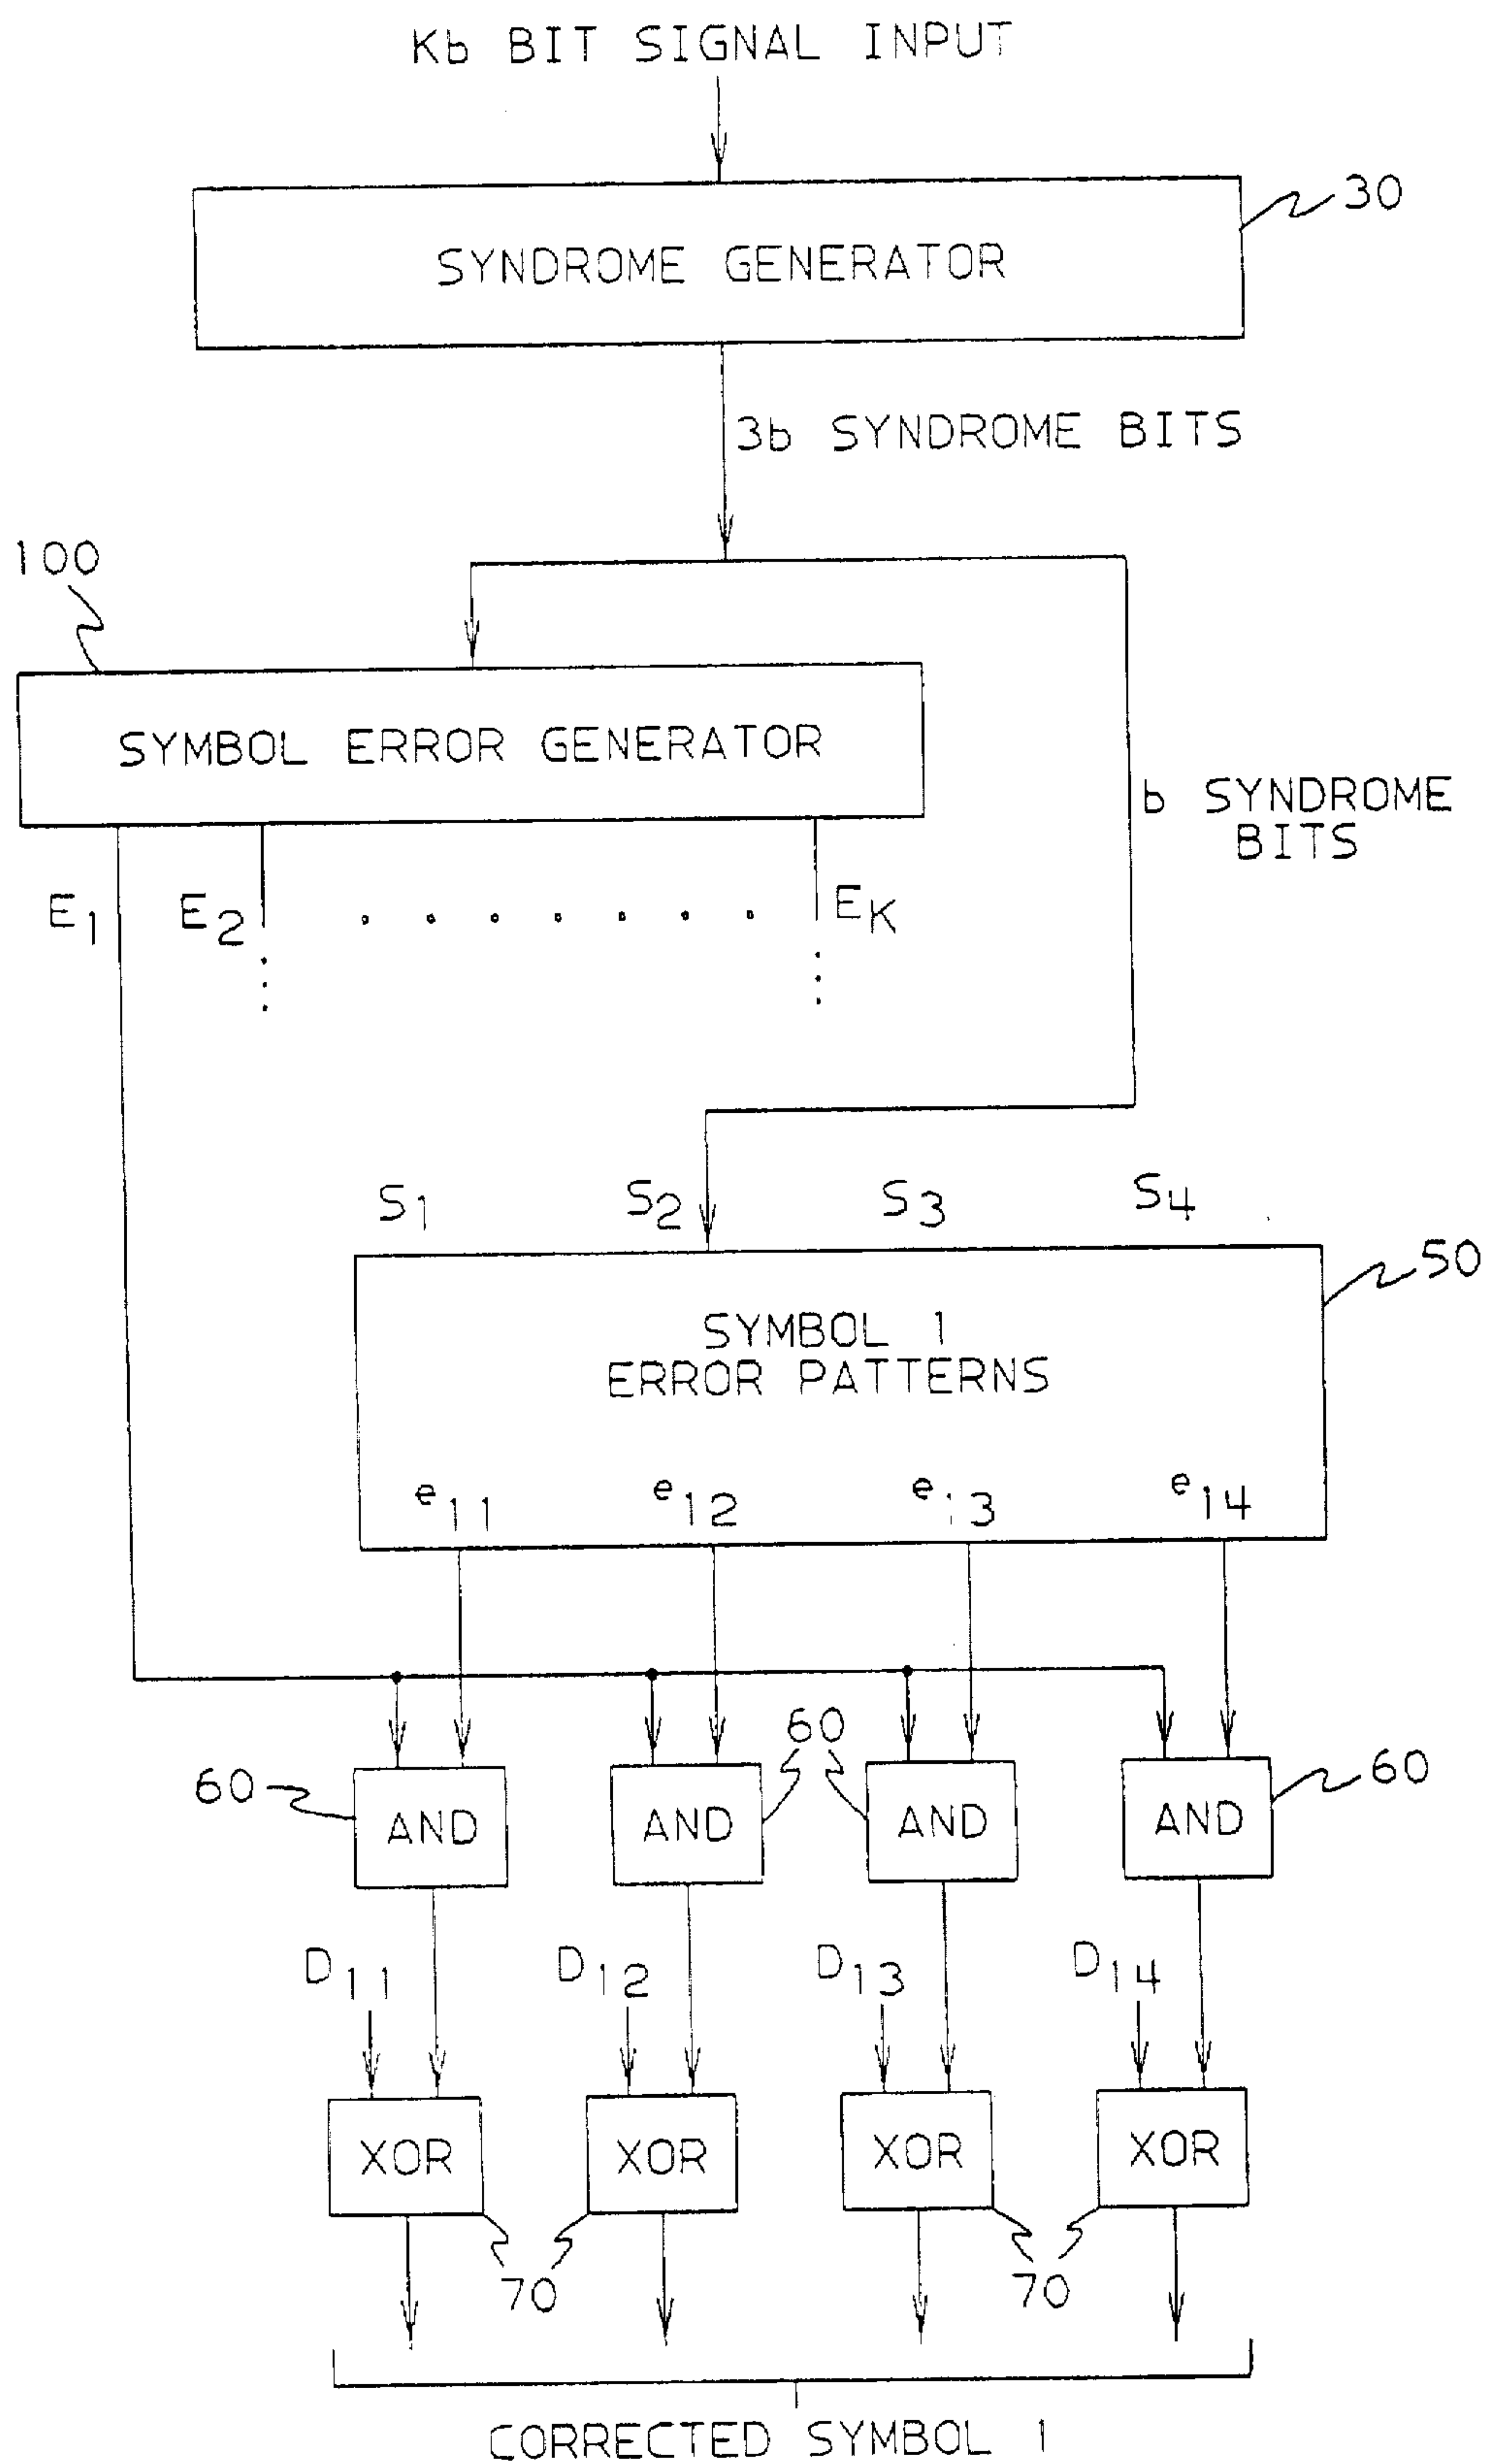 Kb BIT SIGNAL INPUT
30
SYNDROME GENERATOR
3b SYNDROME BITS
100
SYMBOL ERROR GENERATOR
b SYNDROME
BITS
E1 E2 . . . . . . . EK
S1 S2 S3 S4
50
SYMBOL 1
ERROR PATTERNS
e11 e12 e13 e14
60 60 60
AND AND AND AND
D11 D12 D13 D14
XOR XOR XOR XOR
70 70
CORRECTED SYMBOL 1